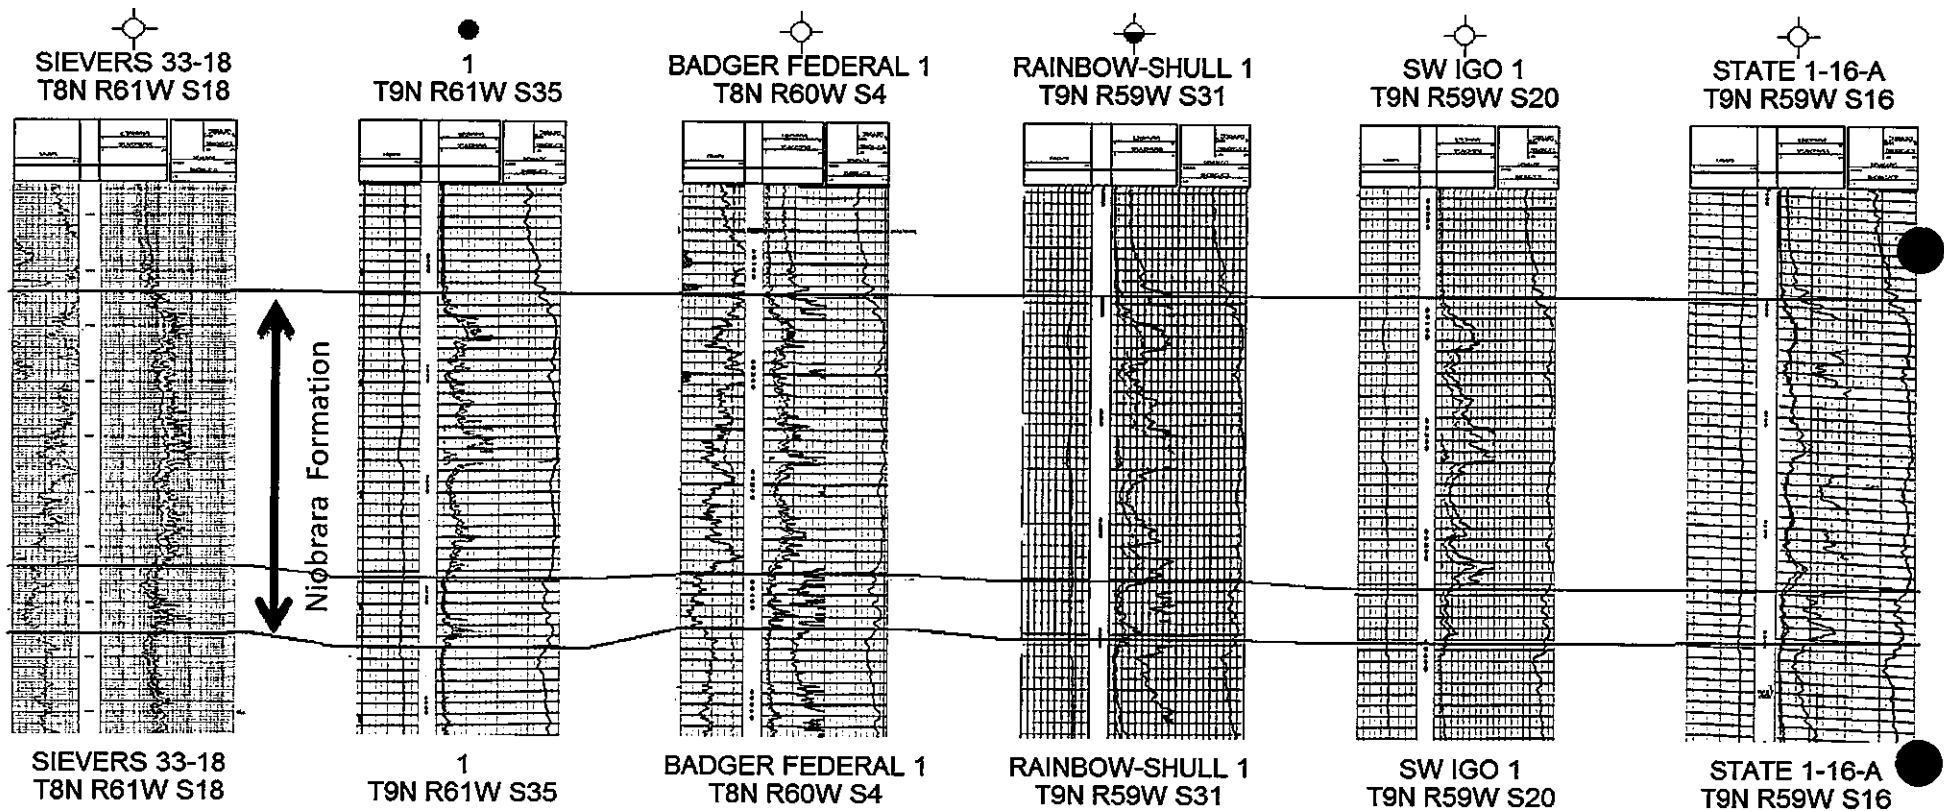 SIEVERS 33-18
T8N R61W S18
1
T9N R61W S35
BADGER FEDERAL 1
T8N R60W S4
RAINBOW-SHULL 1
T9N R59W S31
SW IGO 1
T9N R59W S20
STATE 1-16-A
T9N R59W S16
Niobrara Formation
SIEVERS 33-18
T8N R61W S18
1
T9N R61W S35
BADGER FEDERAL 1
T8N R60W S4
RAINBOW-SHULL 1
T9N R59W S31
SW IGO 1
T9N R59W S20
STATE 1-16-A
T9N R59W S16